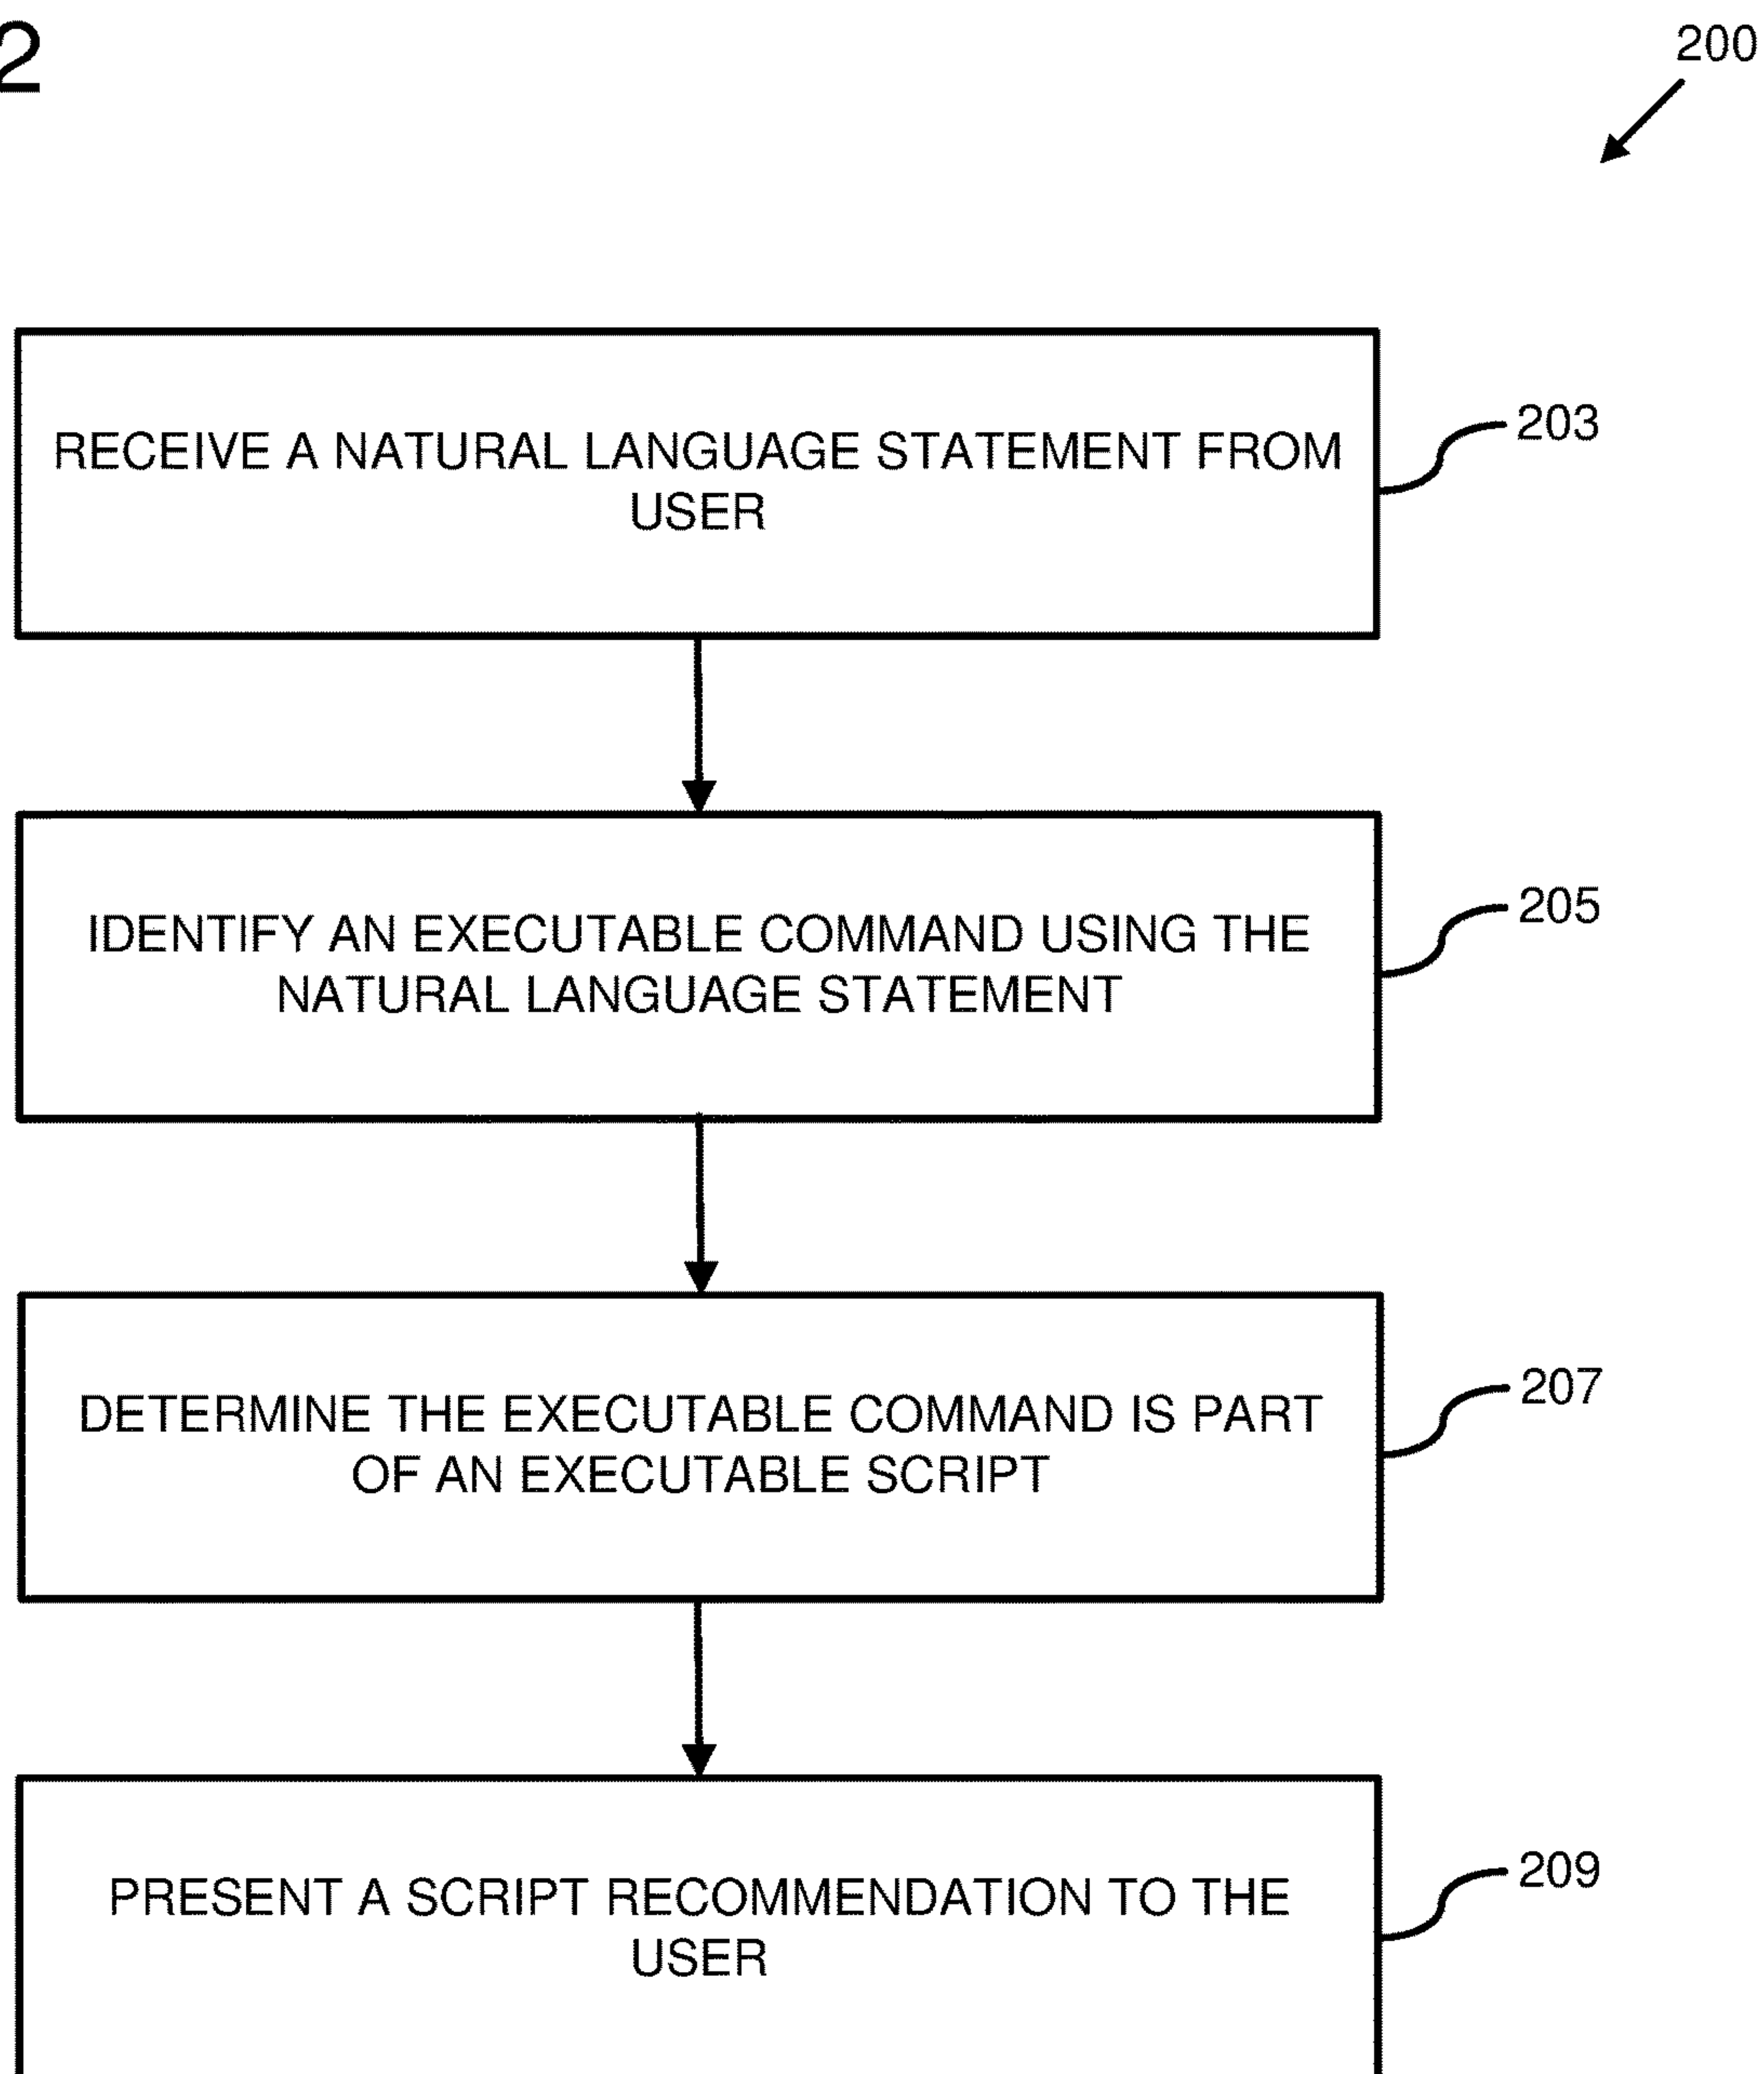 2
200
RECEIVE A NATURAL LANGUAGE STATEMENT FROM
USER
203
IDENTIFY AN EXECUTABLE COMMAND USING THE
NATURAL LANGUAGE STATEMENT
205
DETERMINE THE EXECUTABLE COMMAND IS PART
OF AN EXECUTABLE SCRIPT
207
PRESENT A SCRIPT RECOMMENDATION TO THE
USER
209